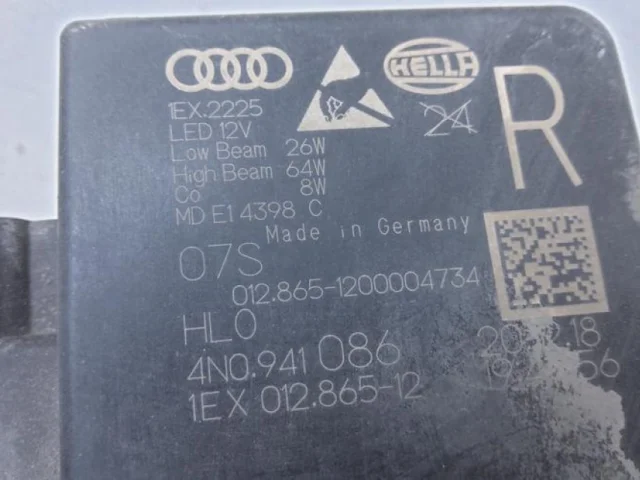 HELLA
1EX.2225
LED 12V
24
R
Low Beam 26W
High Beam 64W
Co 8W
MD E1 4398 C
Made in Germany
07S
012.865-1200004734
HL0
4N0.941 086
1EX 012.865-12